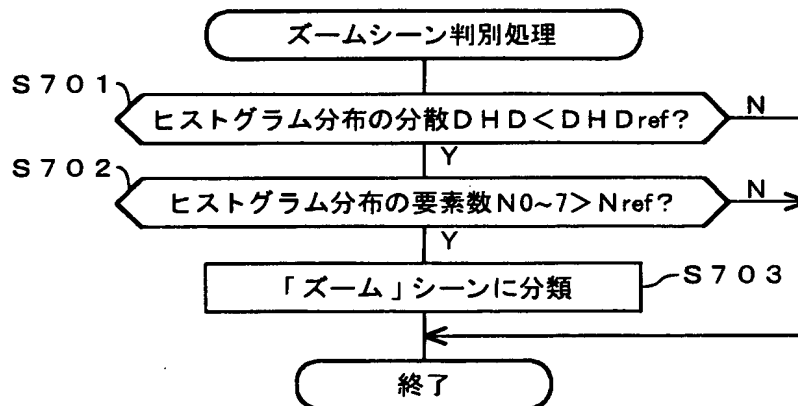 ズームシーン判別処理
S701
ヒストグラム分布の分散DHD<DHDref?
N
Y
S702
ヒストグラム分布の要素数N0~7>Nref?
N
Y
「ズーム」シーンに分類
S703
終了